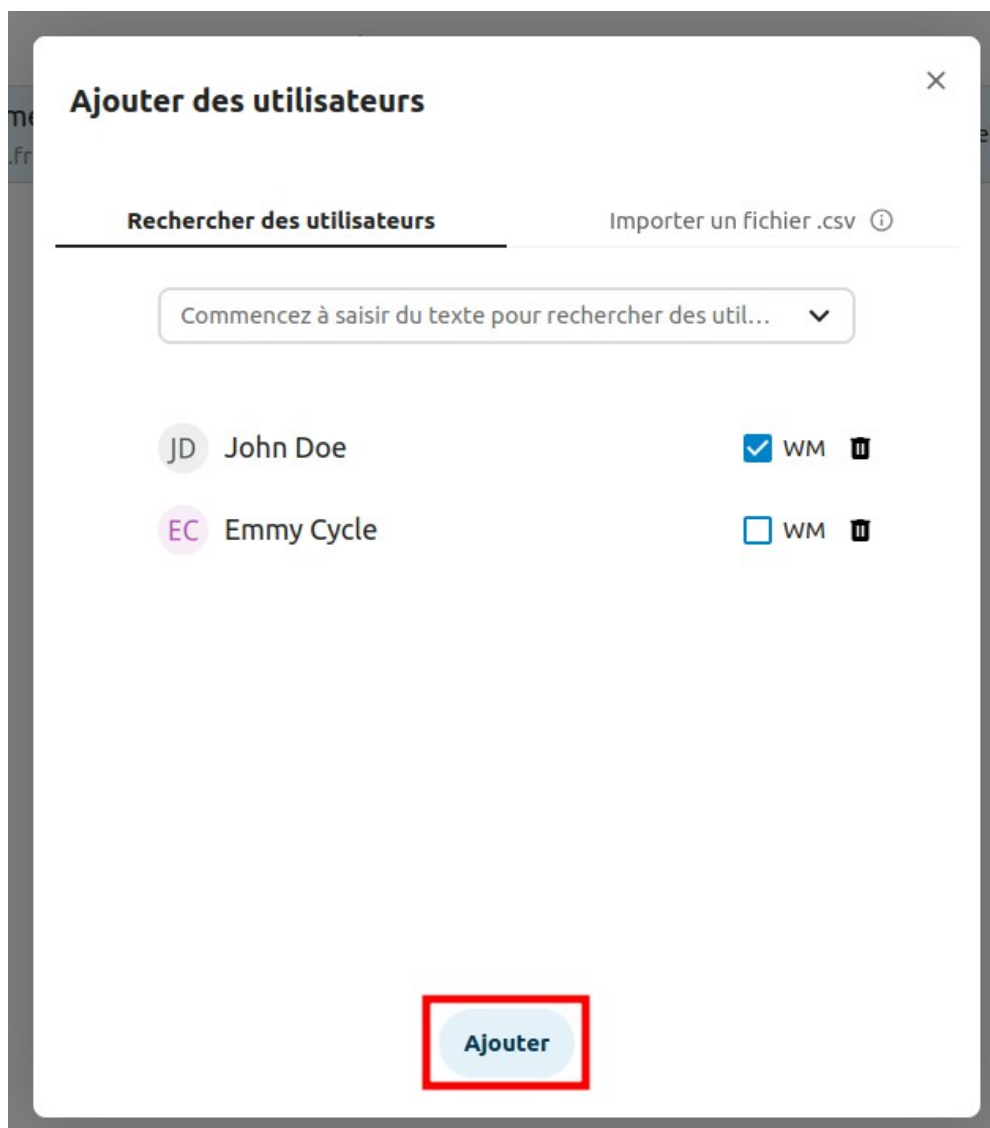 Ajouter des utilisateurs
Rechercher des utilisateurs
Importer un fichier .csv
Commencez à saisir du texte pour rechercher des util...
JD John Doe WM
EC Emmy Cycle WM
Ajouter